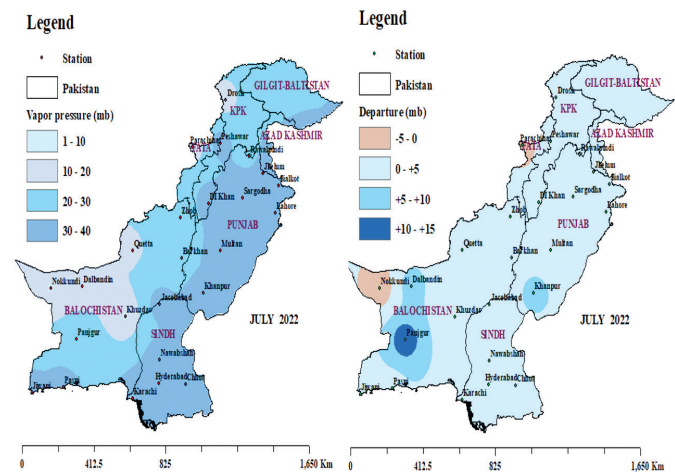 Legend
Station
Pakistan
Vapor pressure (mb)
1 - 10
10 - 20
20 - 30
30 - 40
GILGIT-BALTISTAN
Drosh
KPK
AZAD KASHMIR
Parachinar
Peshawar
FATA
Rawalpindi
Jhelum
Sialkot
DI Khan
Sargodha
Lahore
Zhob
PUNJAB
Quetta
Barkhan
Multan
Nokkundi
Dalbandin
Khanpur
BALOCHISTAN
Khuzdar
Jacobabad
JULY 2022
Panjgur
SINDH
Nawabshah
Jiwani
Pasni
Hyderabad
Chhor
Karachi
0 412.5 825 1,650 Km
Legend
Station
Pakistan
Departure (mb)
-5 - 0
0 - +5
+5 - +10
+10 - +15
GILGIT-BALTISTAN
Drosh
KPK
AZAD KASHMIR
Parachinar
Peshawar
FATA
Rawalpindi
Jhelum
Sialkot
DI Khan
Sargodha
Lahore
Zhob
PUNJAB
Quetta
Barkhan
Multan
Nokkundi
Dalbandin
Khanpur
BALOCHISTAN
Khuzdar
Jacobabad
JULY 2022
Panjgur
SINDH
Nawabshah
Jiwani
Pasni
Hyderabad
Chhor
Karachi
0 412.5 825 1,650 Km